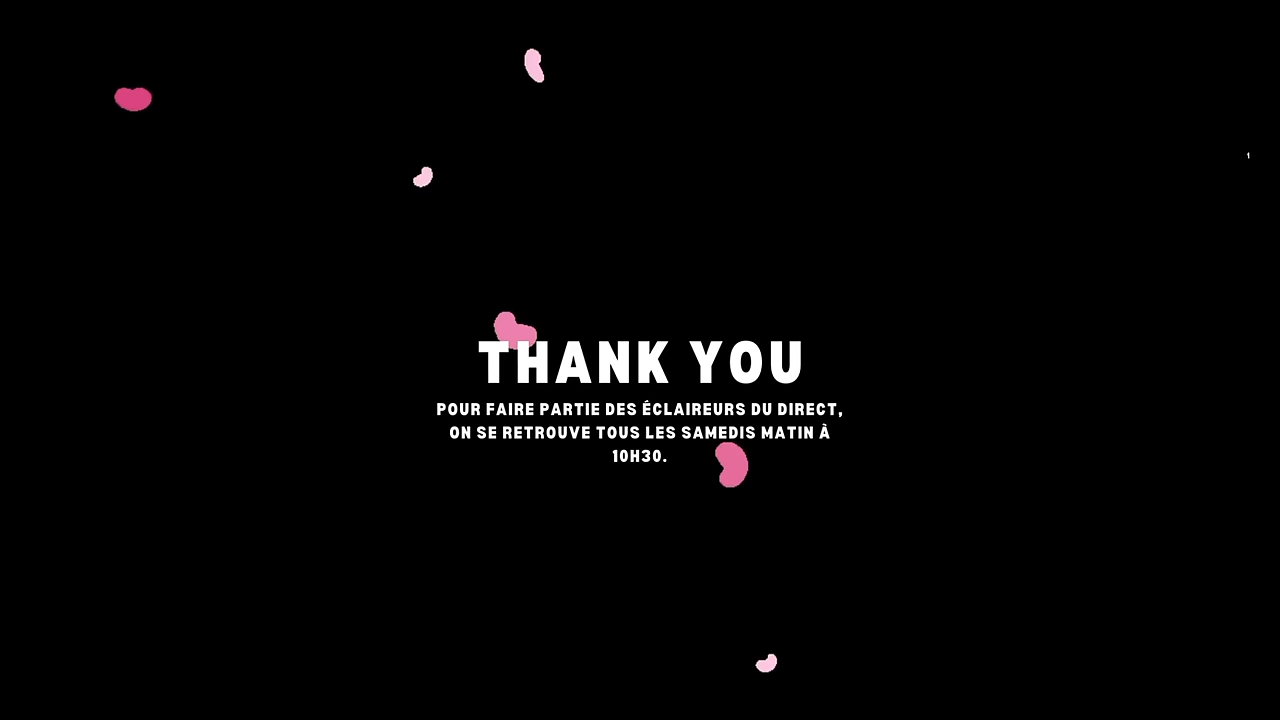 THANK YOU
POUR FAIRE PARTIE DES ÉCLAIREURS DU DIRECT,
ON SE RETROUVE TOUS LES SAMEDIS MATIN À
10H30.